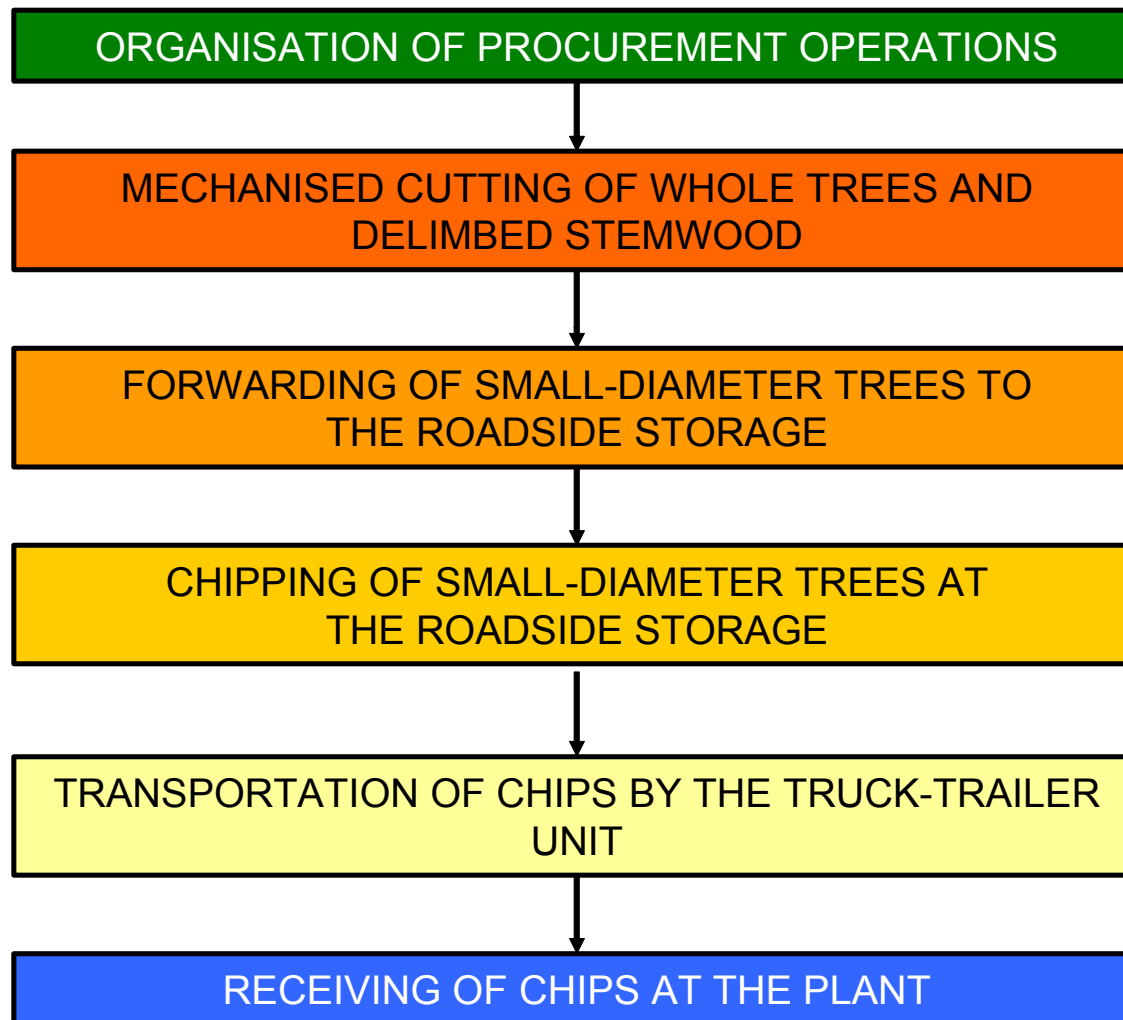 ORGANISATION OF PROCUREMENT OPERATIONS
MECHANISED CUTTING OF WHOLE TREES AND
DELIMBED STEMWOOD
FORWARDING OF SMALL-DIAMETER TREES TO
THE ROADSIDE STORAGE
CHIPPING OF SMALL-DIAMETER TREES AT
THE ROADSIDE STORAGE
TRANSPORTATION OF CHIPS BY THE TRUCK-TRAILER
UNIT
RECEIVING OF CHIPS AT THE PLANT